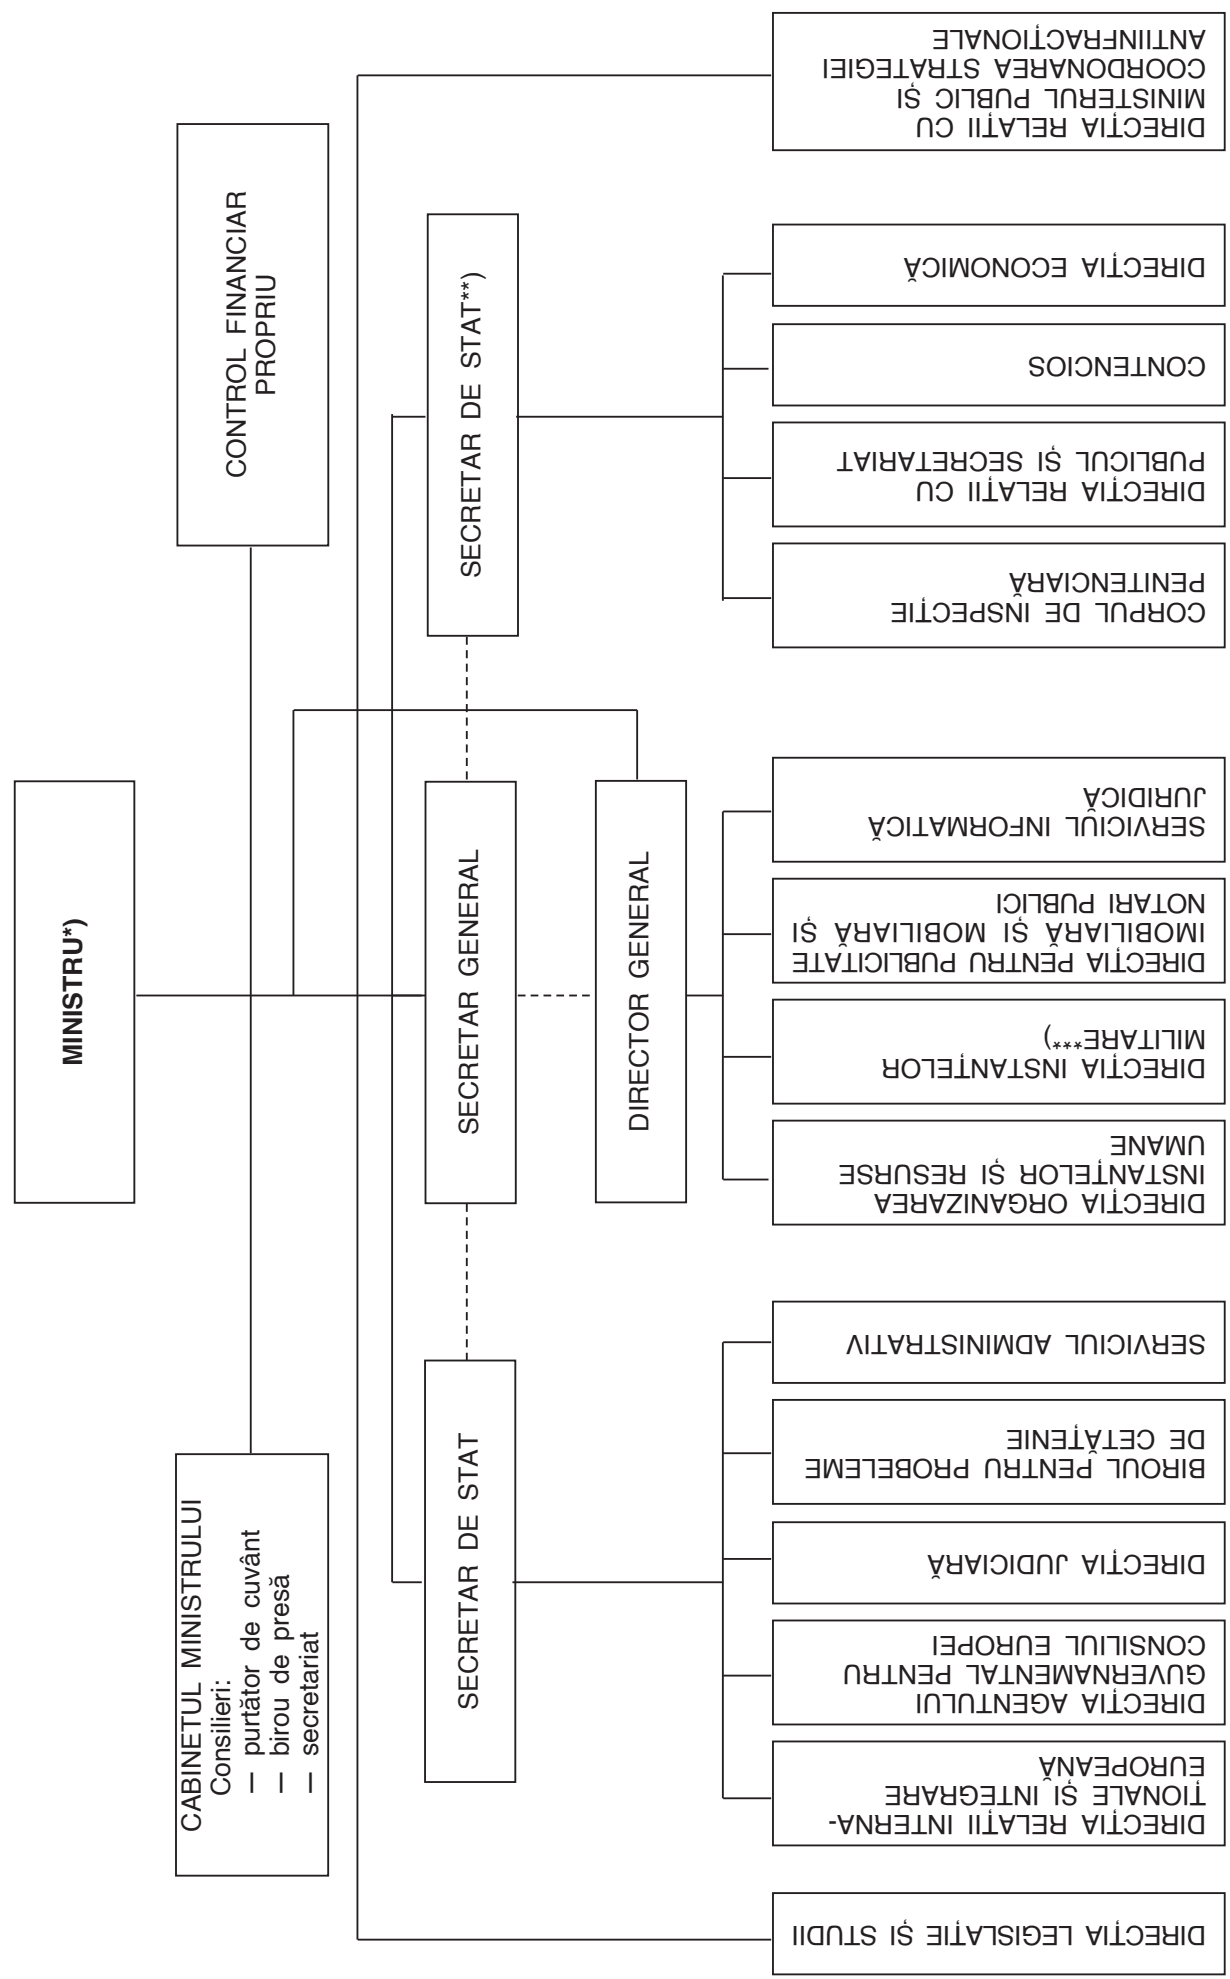 MINISTRU*)
CABINETUL MINISTRULUI
Consilieri:
— purtător de cuvânt
— birou de presă
— secretariat
CONTROL FINANCIAR
PROPRIU
SECRETAR DE STAT
SECRETAR GENERAL
SECRETAR DE STAT**)
DIRECTOR GENERAL
DIRECȚIA LEGISLAȚIE ȘI STUDII
DIRECȚIA RELAȚII INTERNA-
ȚIONALE ȘI INTEGRARE
EUROPEANĂ
DIRECȚIA AGENTULUI
GUVERNAMENTAL PENTRU
CONSILIUL EUROPEI
DIRECȚIA JUDICIARĂ
BIROUL PENTRU PROBELEME
DE CETĂȚENIE
SERVICIUL ADMINISTRATIV
DIRECȚIA ORGANIZAREA
INSTANȚELOR ȘI RESURSE
UMANE
DIRECȚIA INSTANȚELOR
MILITARE***)
DIRECȚIA PENTRU PUBLICITATE
IMOBILIARĂ ȘI MOBILIARĂ ȘI
NOTARI PUBLICI
SERVICIUL INFORMATICĂ
JURIDICĂ
CORPUL DE INSPECȚIE
PENITENCIARĂ
DIRECȚIA RELAȚII CU
PUBLICUL ȘI SECRETARIAT
CONTENCIOS
DIRECȚIA ECONOMICĂ
DIRECȚIA RELAȚII CU
MINISTERUL PUBLIC ȘI
COORDONAREA STRATEGIEI
ANTIINFRACȚIONALE